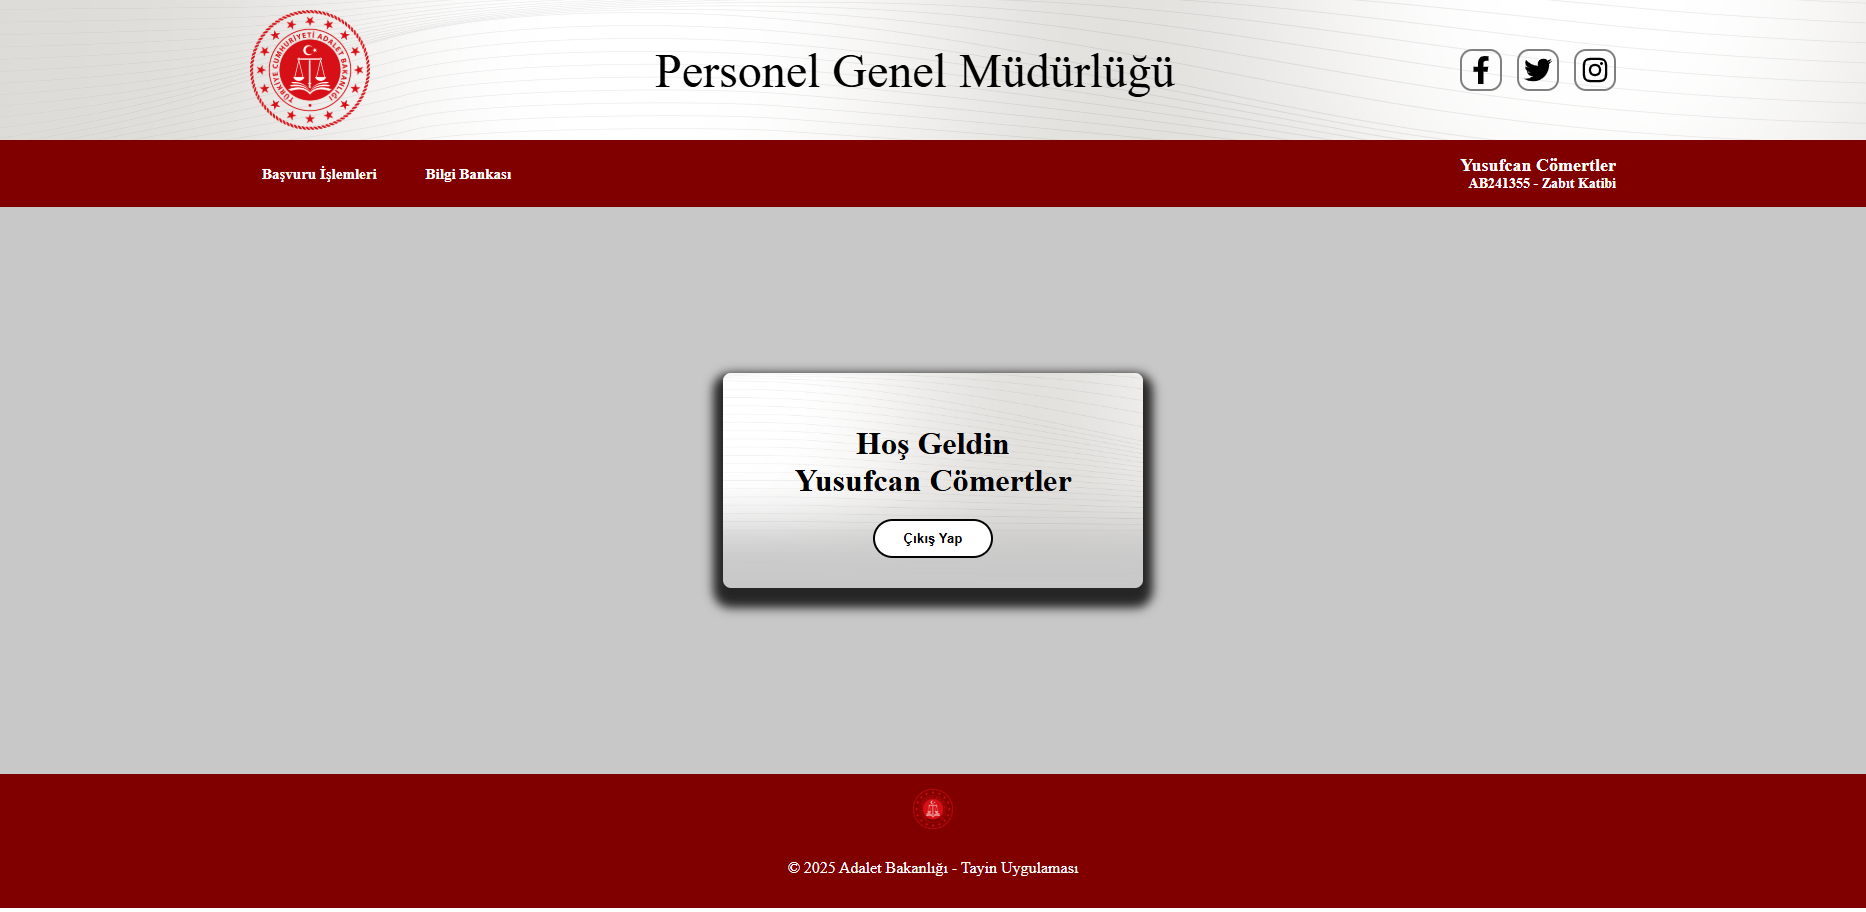 TÜRKİYE CUMHURİYETİ ADALET BAKANLIĞI
Personel Genel Müdürlüğü
Başvuru İşlemleri
Bilgi Bankası
Yusufcan Cömertler
AB241355 - Zabıt Katibi
Hoş Geldin
Yusufcan Cömertler
Çıkış Yap
© 2025 Adalet Bakanlığı - Tayin Uygulaması